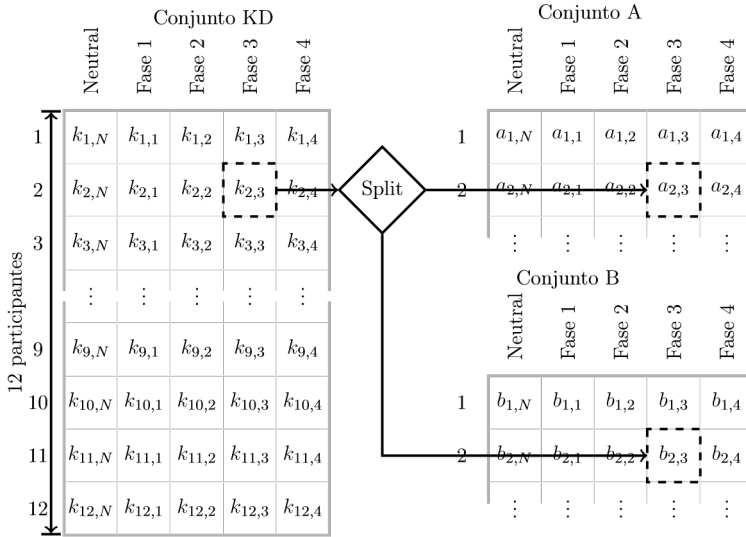 Conjunto KD
Neutral Fase 1 Fase 2 Fase 3 Fase 4
12 participantes
1 k1,N k1,1 k1,2 k1,3 k1,4
2 k2,N k2,1 k2,2 k2,3 k2,4
3 k3,N k3,1 k3,2 k3,3 k3,4
⋮ ⋮ ⋮ ⋮ ⋮
9 k9,N k9,1 k9,2 k9,3 k9,4
10 k10,N k10,1 k10,2 k10,3 k10,4
11 k11,N k11,1 k11,2 k11,3 k11,4
12 k12,N k12,1 k12,2 k12,3 k12,4
Split
Conjunto A
Neutral Fase 1 Fase 2 Fase 3 Fase 4
1 a1,N a1,1 a1,2 a1,3 a1,4
2 a2,N a2,1 a2,2 a2,3 a2,4
⋮ ⋮ ⋮ ⋮ ⋮
Conjunto B
Neutral Fase 1 Fase 2 Fase 3 Fase 4
1 b1,N b1,1 b1,2 b1,3 b1,4
2 b2,N b2,1 b2,2 b2,3 b2,4
⋮ ⋮ ⋮ ⋮ ⋮